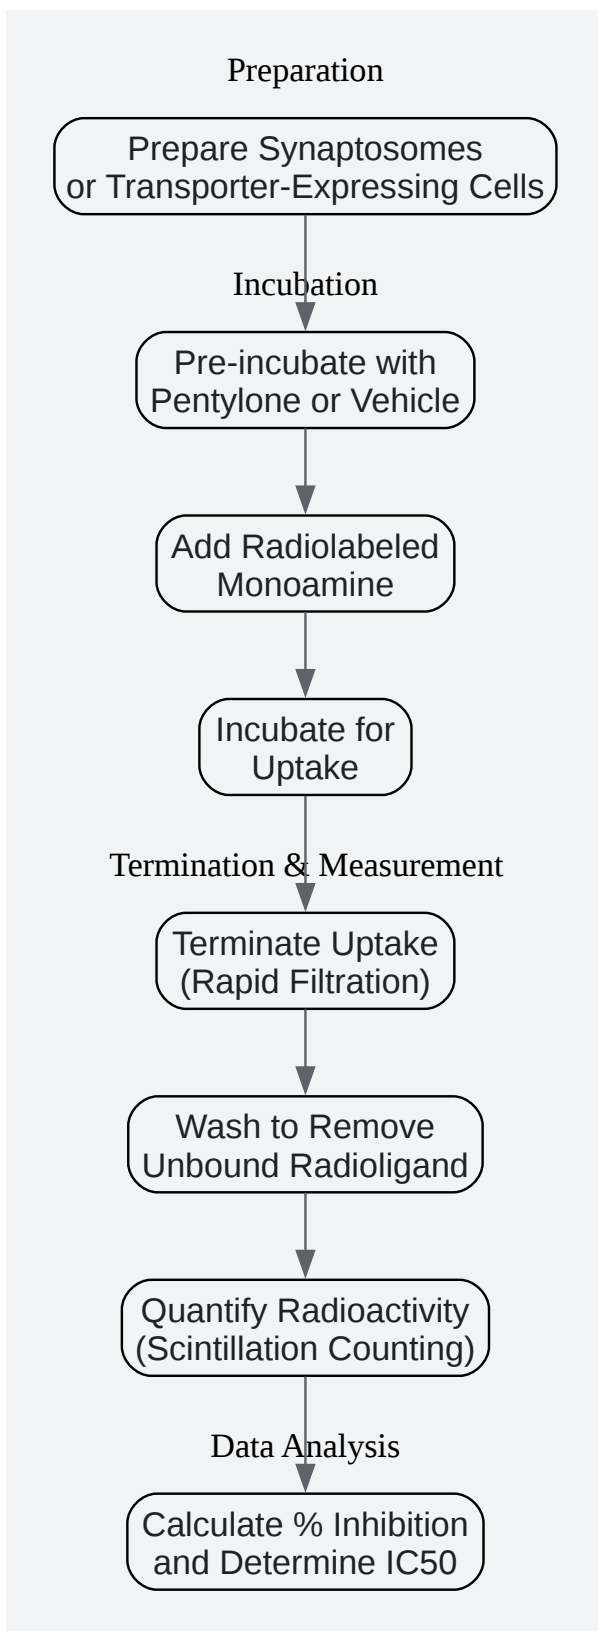 Preparation
Prepare Synaptosomes
or Transporter-Expressing Cells
Incubation
Pre-incubate with
Pentylone or Vehicle
Add Radiolabeled
Monoamine
Incubate for
Uptake
Termination & Measurement
Terminate Uptake
(Rapid Filtration)
Wash to Remove
Unbound Radioligand
Quantify Radioactivity
(Scintillation Counting)
Data Analysis
Calculate % Inhibition
and Determine IC50